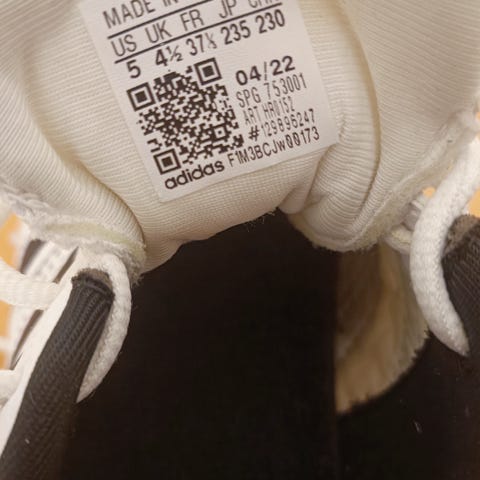 MADE IN
US UK FR JP CHN
5 4½ 37⅓ 235 230
04/22
SPG 753001
ART HR0152
#129896247
adidas F1M3BCJW00173